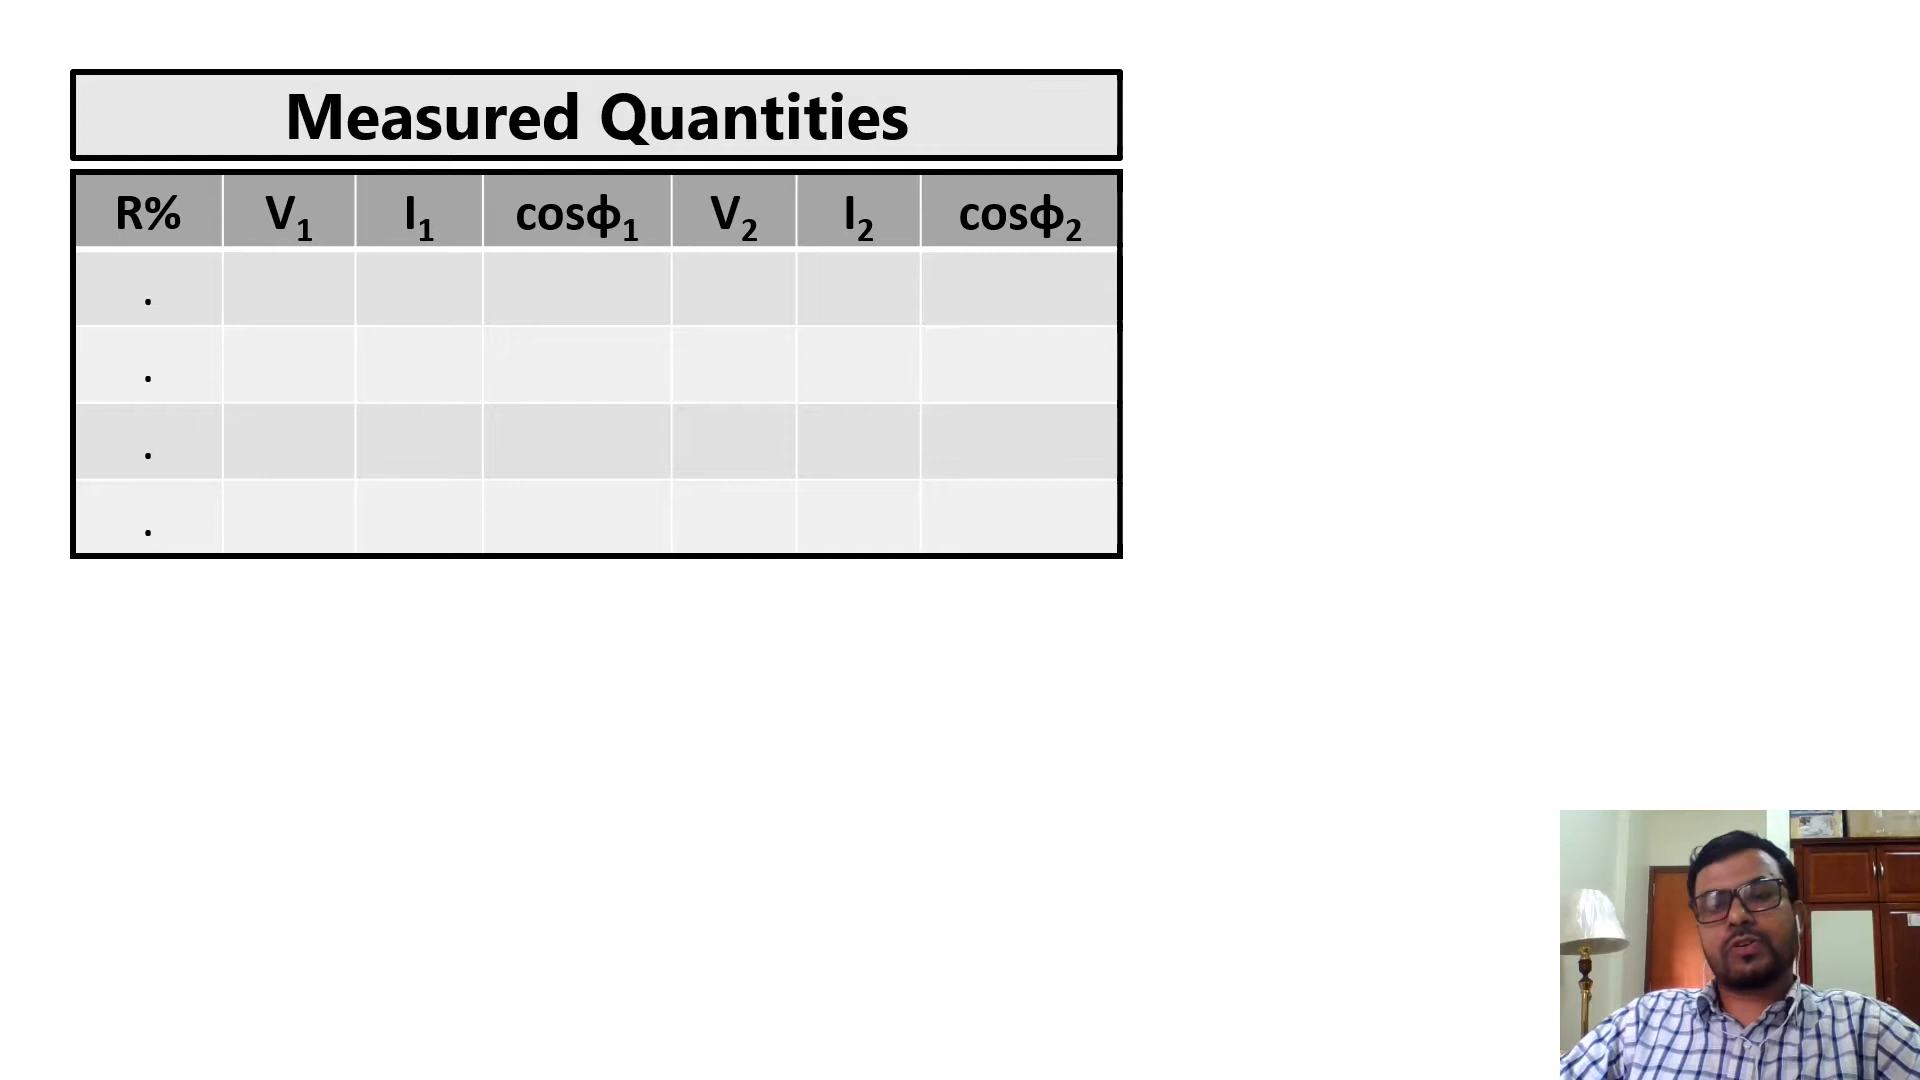 Measured Quantities
R% V₁ I₁ cosϕ₁ V₂ I₂ cosϕ₂
.
.
.
.